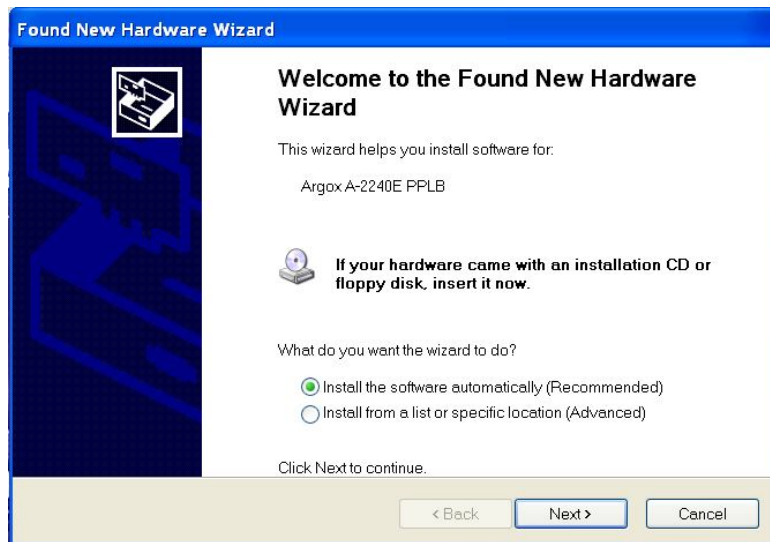 Found New Hardware Wizard
Welcome to the Found New Hardware
Wizard
This wizard helps you install software for:
Argox A-2240E PPLB
If your hardware came with an installation CD or
floppy disk, insert it now.
What do you want the wizard to do?
Install the software automatically (Recommended)
Install from a list or specific location (Advanced)
Click Next to continue.
< Back
Next >
Cancel